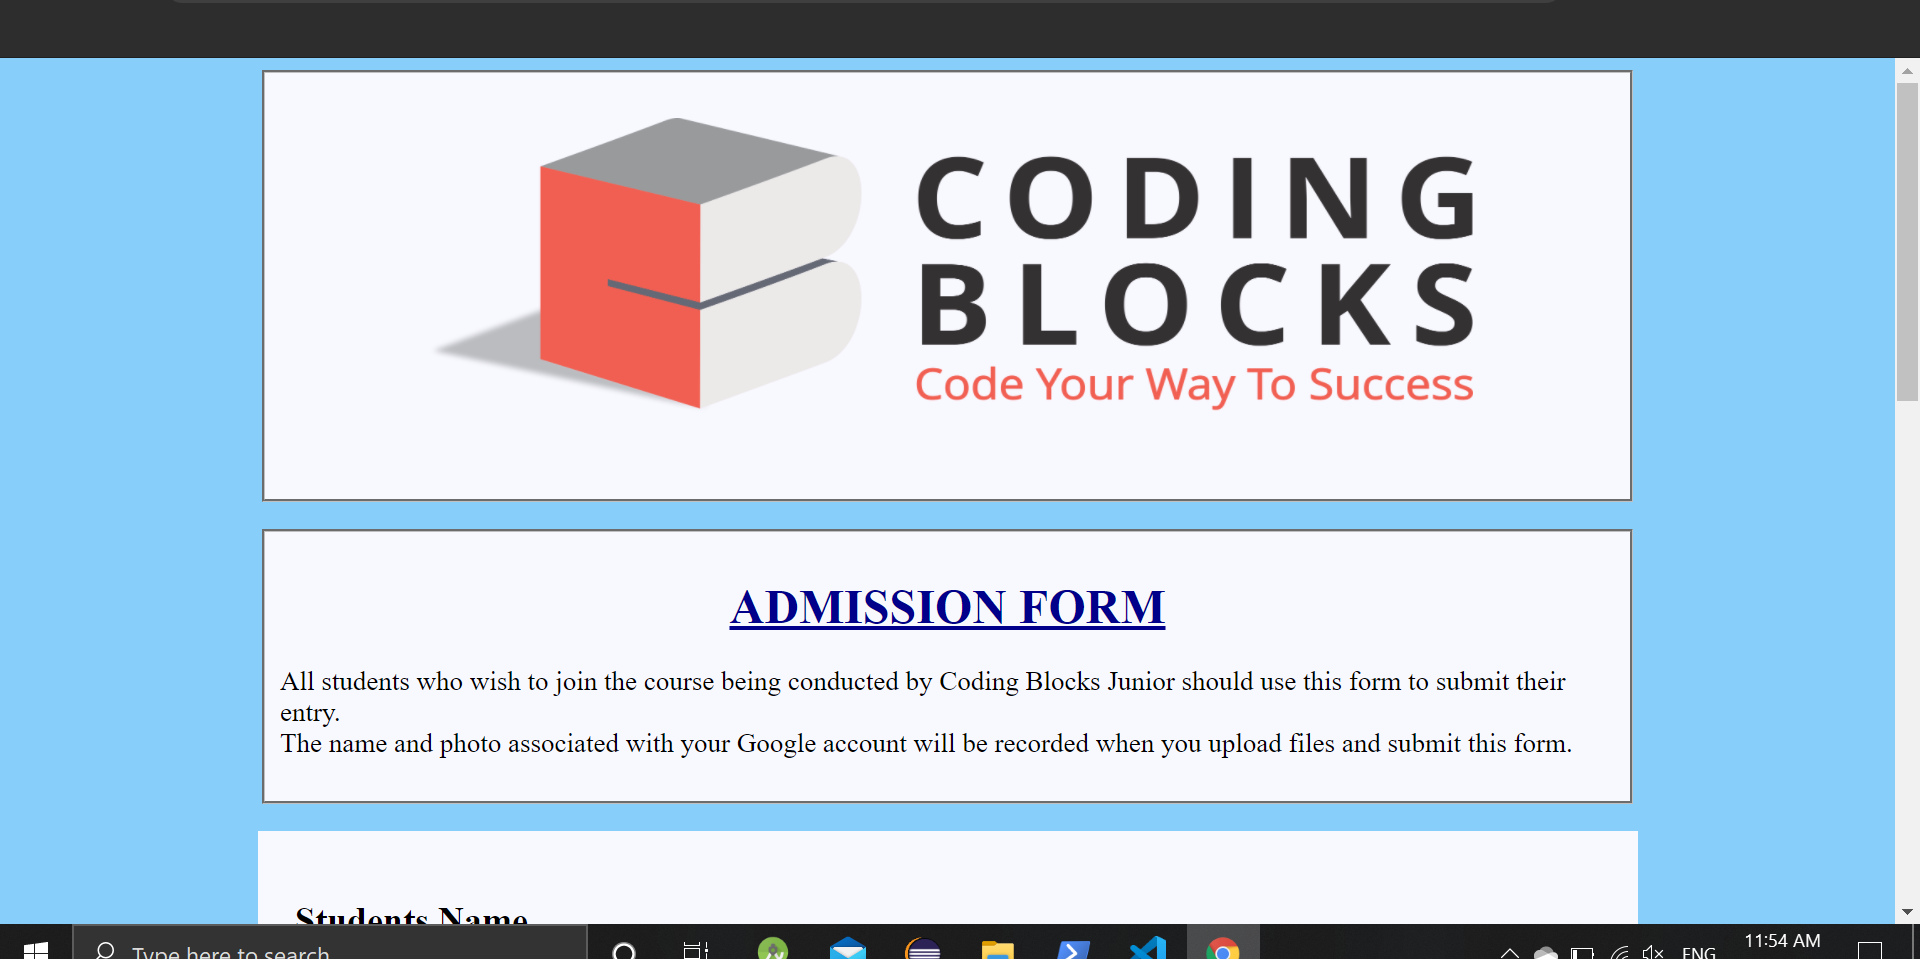 CODING
BLOCKS
Code Your Way To Success
ADMISSION FORM
All students who wish to join the course being conducted by Coding Blocks Junior should use this form to submit their
entry.
The name and photo associated with your Google account will be recorded when you upload files and submit this form.
Students Name
Type here to search
ENG
11:54 AM